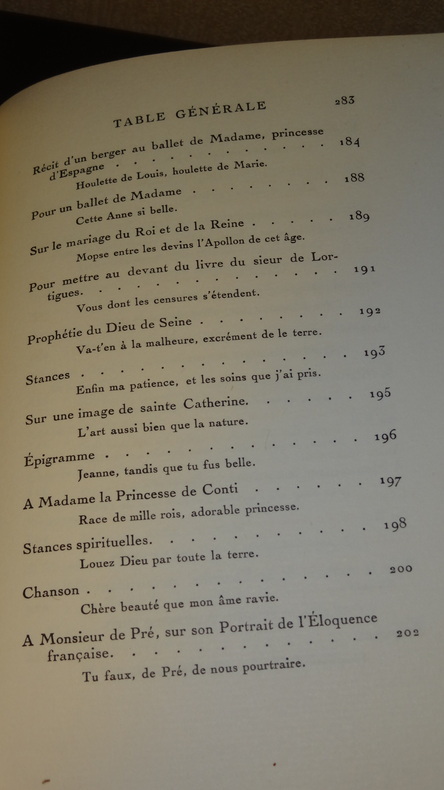 TABLE GÉNÉRALE 283
Récit d'un berger au ballet de Madame, princesse
d'Espagne . . . . . . . . . . . 184
Houlette de Louis, houlette de Marie.
Pour un ballet de Madame . . . . . . . 188
Cette Anne si belle.
Sur le mariage du Roi et de la Reine . . . . . 189
Mopse entre les devins l'Apollon de cet âge.
Pour mettre au devant du livre du sieur de Lor-
tigues. . . . . . . . . . . . 191
Vous dont les censures s'étendent.
Prophétie du Dieu de Seine . . . . . . . 192
Va-t'en à la malheure, excrément de le terre.
Stances . . . . . . . . . . . 193
Enfin ma patience, et les soins que j'ai pris.
Sur une image de sainte Catherine. . . . . . 195
L'art aussi bien que la nature.
Épigramme . . . . . . . . . . . 196
Jeanne, tandis que tu fus belle.
A Madame la Princesse de Conti . . . . . . 197
Race de mille rois, adorable princesse.
Stances spirituelles. . . . . . . . . . 198
Louez Dieu par toute la terre.
Chanson . . . . . . . . . . . . 200
Chère beauté que mon âme ravie.
A Monsieur de Pré, sur son Portrait de l'Éloquence
française. . . . . . . . . . . 202
Tu faux, de Pré, de nous pourtraire.